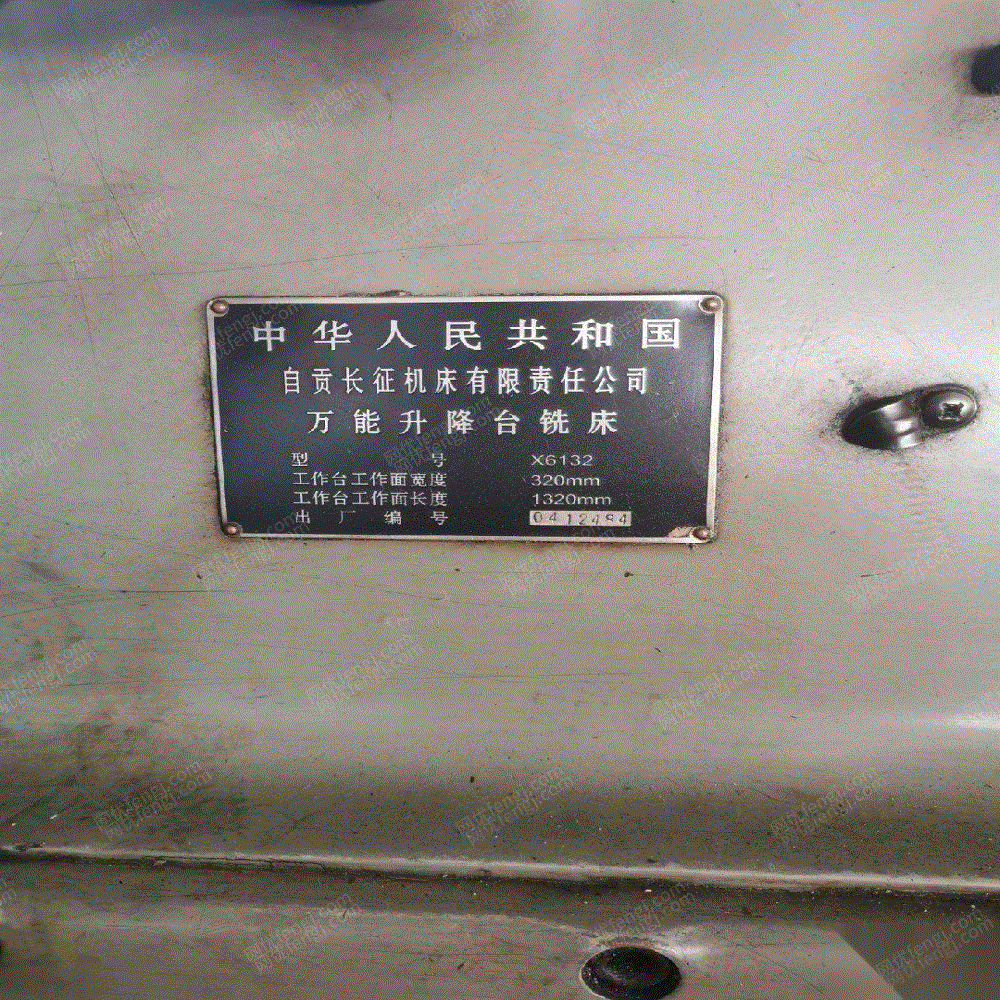 中华人民共和国
自贡长征机床有限责任公司
万能升降台铣床
型号 X6132
工作台工作面宽度 320mm
工作台工作面长度 1320mm
出厂编号 0412484